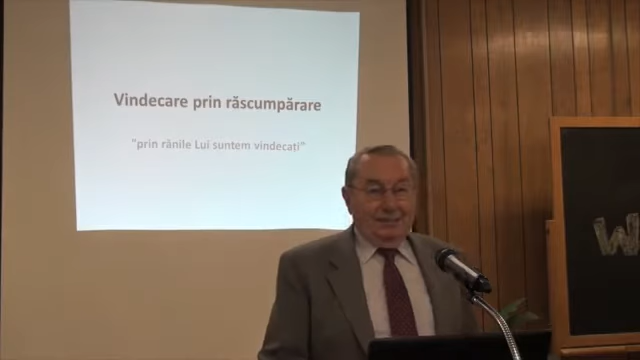 Vindecare prin răscumpărare
"prin rănile Lui suntem vindecați"
W